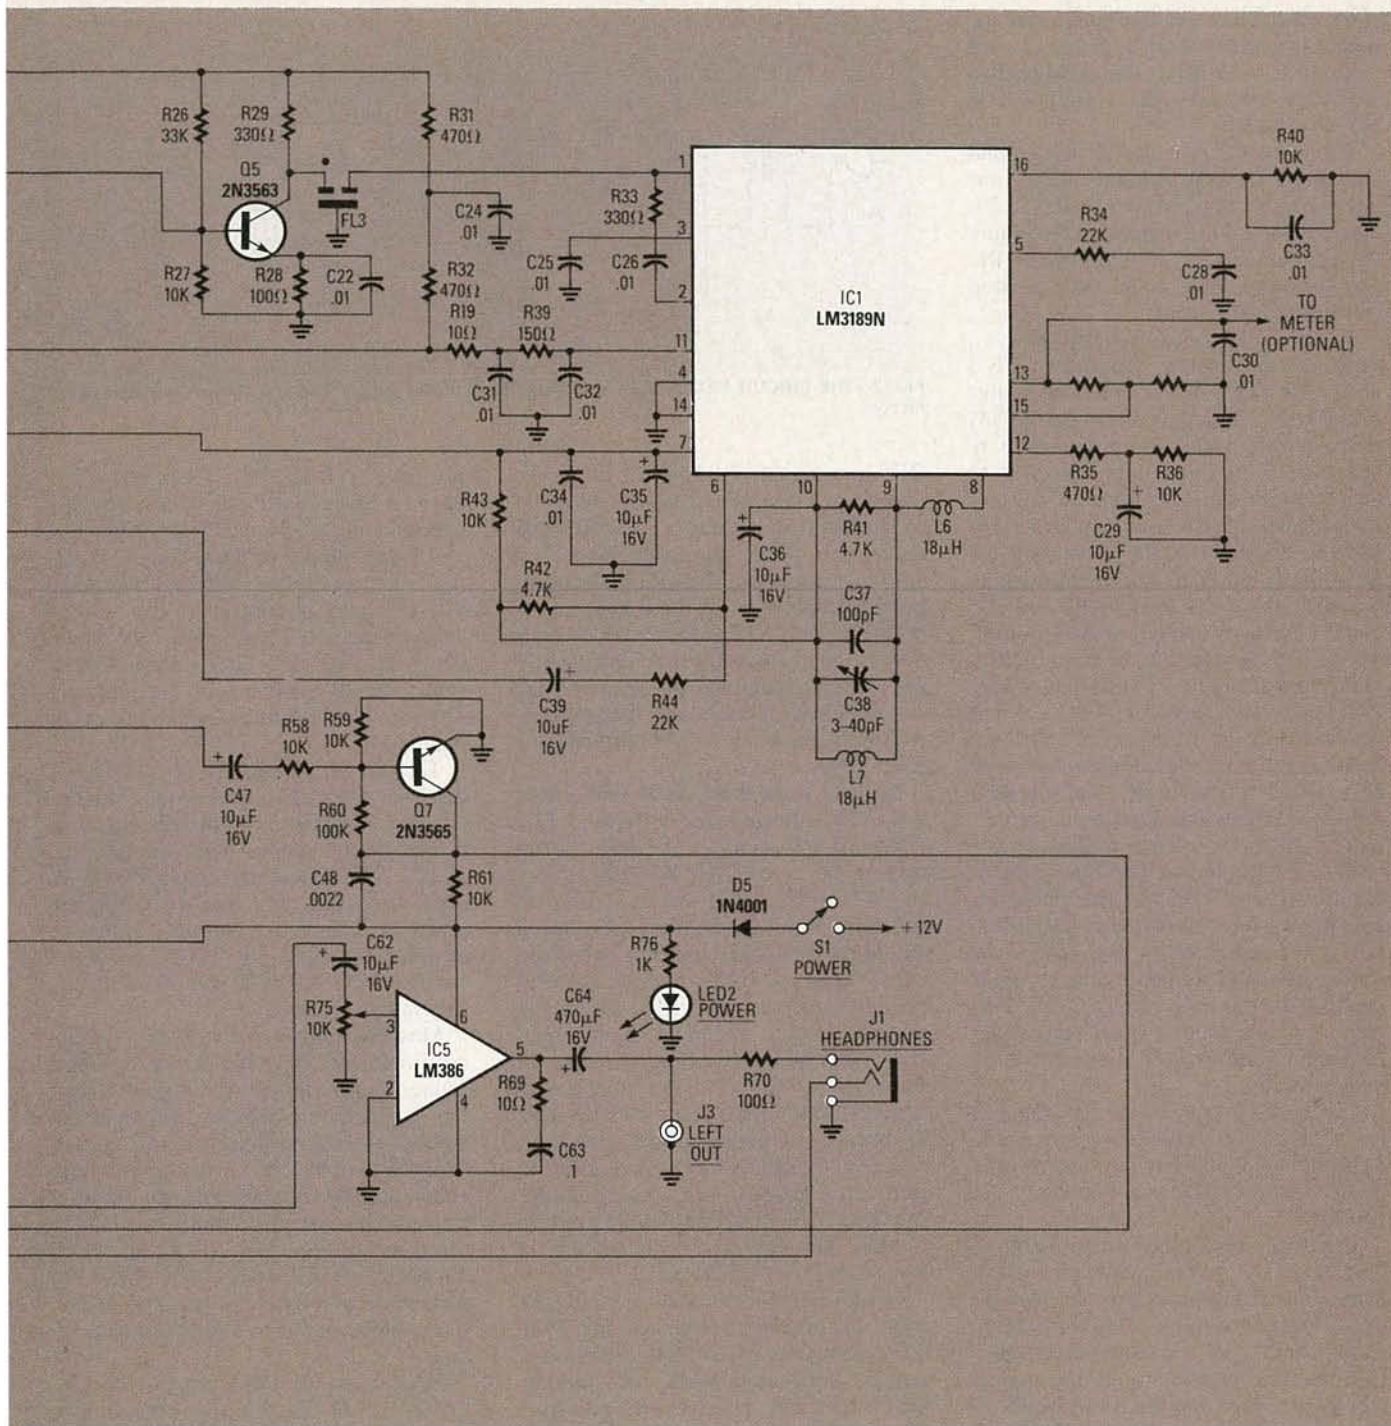 R26
33K
R29
330Ω
R31
470Ω
Q5
2N3563
FL3
R27
10K
R28
100Ω
C22
.01
C24
.01
R32
470Ω
R19
10Ω
R39
150Ω
C31
.01
C32
.01
C25
.01
R33
330Ω
C26
.01
1
3
2
11
4
14
7
6
10
9
8
IC1
LM3189N
16
5
13
15
12
R40
10K
C33
.01
R34
22K
C28
.01
TO
METER
(OPTIONAL)
C30
.01
R35
470Ω
R36
10K
+
C29
10μF
16V
R43
10K
C34
.01
+
C35
10μF
16V
R42
4.7K
+
C36
10μF
16V
R41
4.7K
L6
18μH
C37
100pF
C38
3–40pF
L7
18μH
+
C39
10uF
16V
R44
22K
+
C47
10μF
16V
R58
10K
R59
10K
R60
100K
Q7
2N3565
C48
.0022
R61
10K
D5
1N4001
S1
POWER
+12V
R76
1K
LED2
POWER
+
C62
10μF
16V
R75
10K
3
2
6
5
4
IC5
LM386
C64
470μF
16V
+
R69
10Ω
C63
.1
R70
100Ω
J3
LEFT
OUT
J1
HEADPHONES